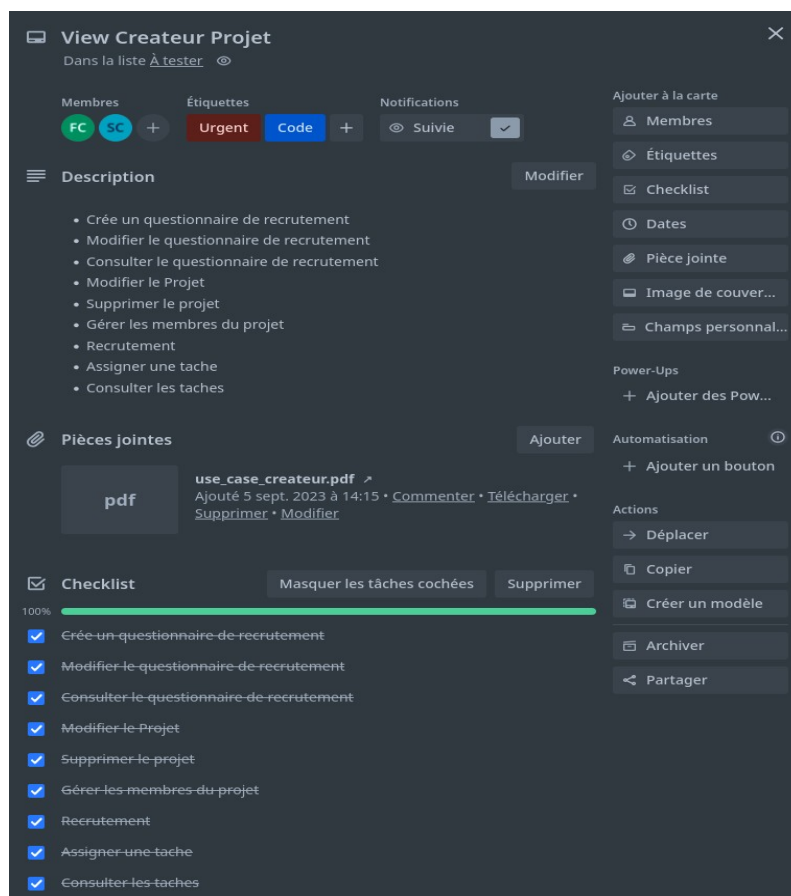 View Createur Projet
Dans la liste À tester
Membres
FC SC +
Étiquettes
Urgent Code +
Notifications
Suivie
Description
Modifier
• Crée un questionnaire de recrutement
• Modifier le questionnaire de recrutement
• Consulter le questionnaire de recrutement
• Modifier le Projet
• Supprimer le projet
• Gérer les membres du projet
• Recrutement
• Assigner une tache
• Consulter les taches
Pièces jointes
Ajouter
pdf
use_case_createur.pdf ↗
Ajouté 5 sept. 2023 à 14:15 • Commenter • Télécharger •
Supprimer • Modifier
Checklist
Masquer les tâches cochées
Supprimer
100%
Crée un questionnaire de recrutement
Modifier le questionnaire de recrutement
Consulter le questionnaire de recrutement
Modifier le Projet
Supprimer le projet
Gérer les membres du projet
Recrutement
Assigner une tache
Consulter les taches
Ajouter à la carte
Membres
Étiquettes
Checklist
Dates
Pièce jointe
Image de couver...
Champs personnal...
Power-Ups
+ Ajouter des Pow...
Automatisation
+ Ajouter un bouton
Actions
→ Déplacer
Copier
Créer un modèle
Archiver
Partager